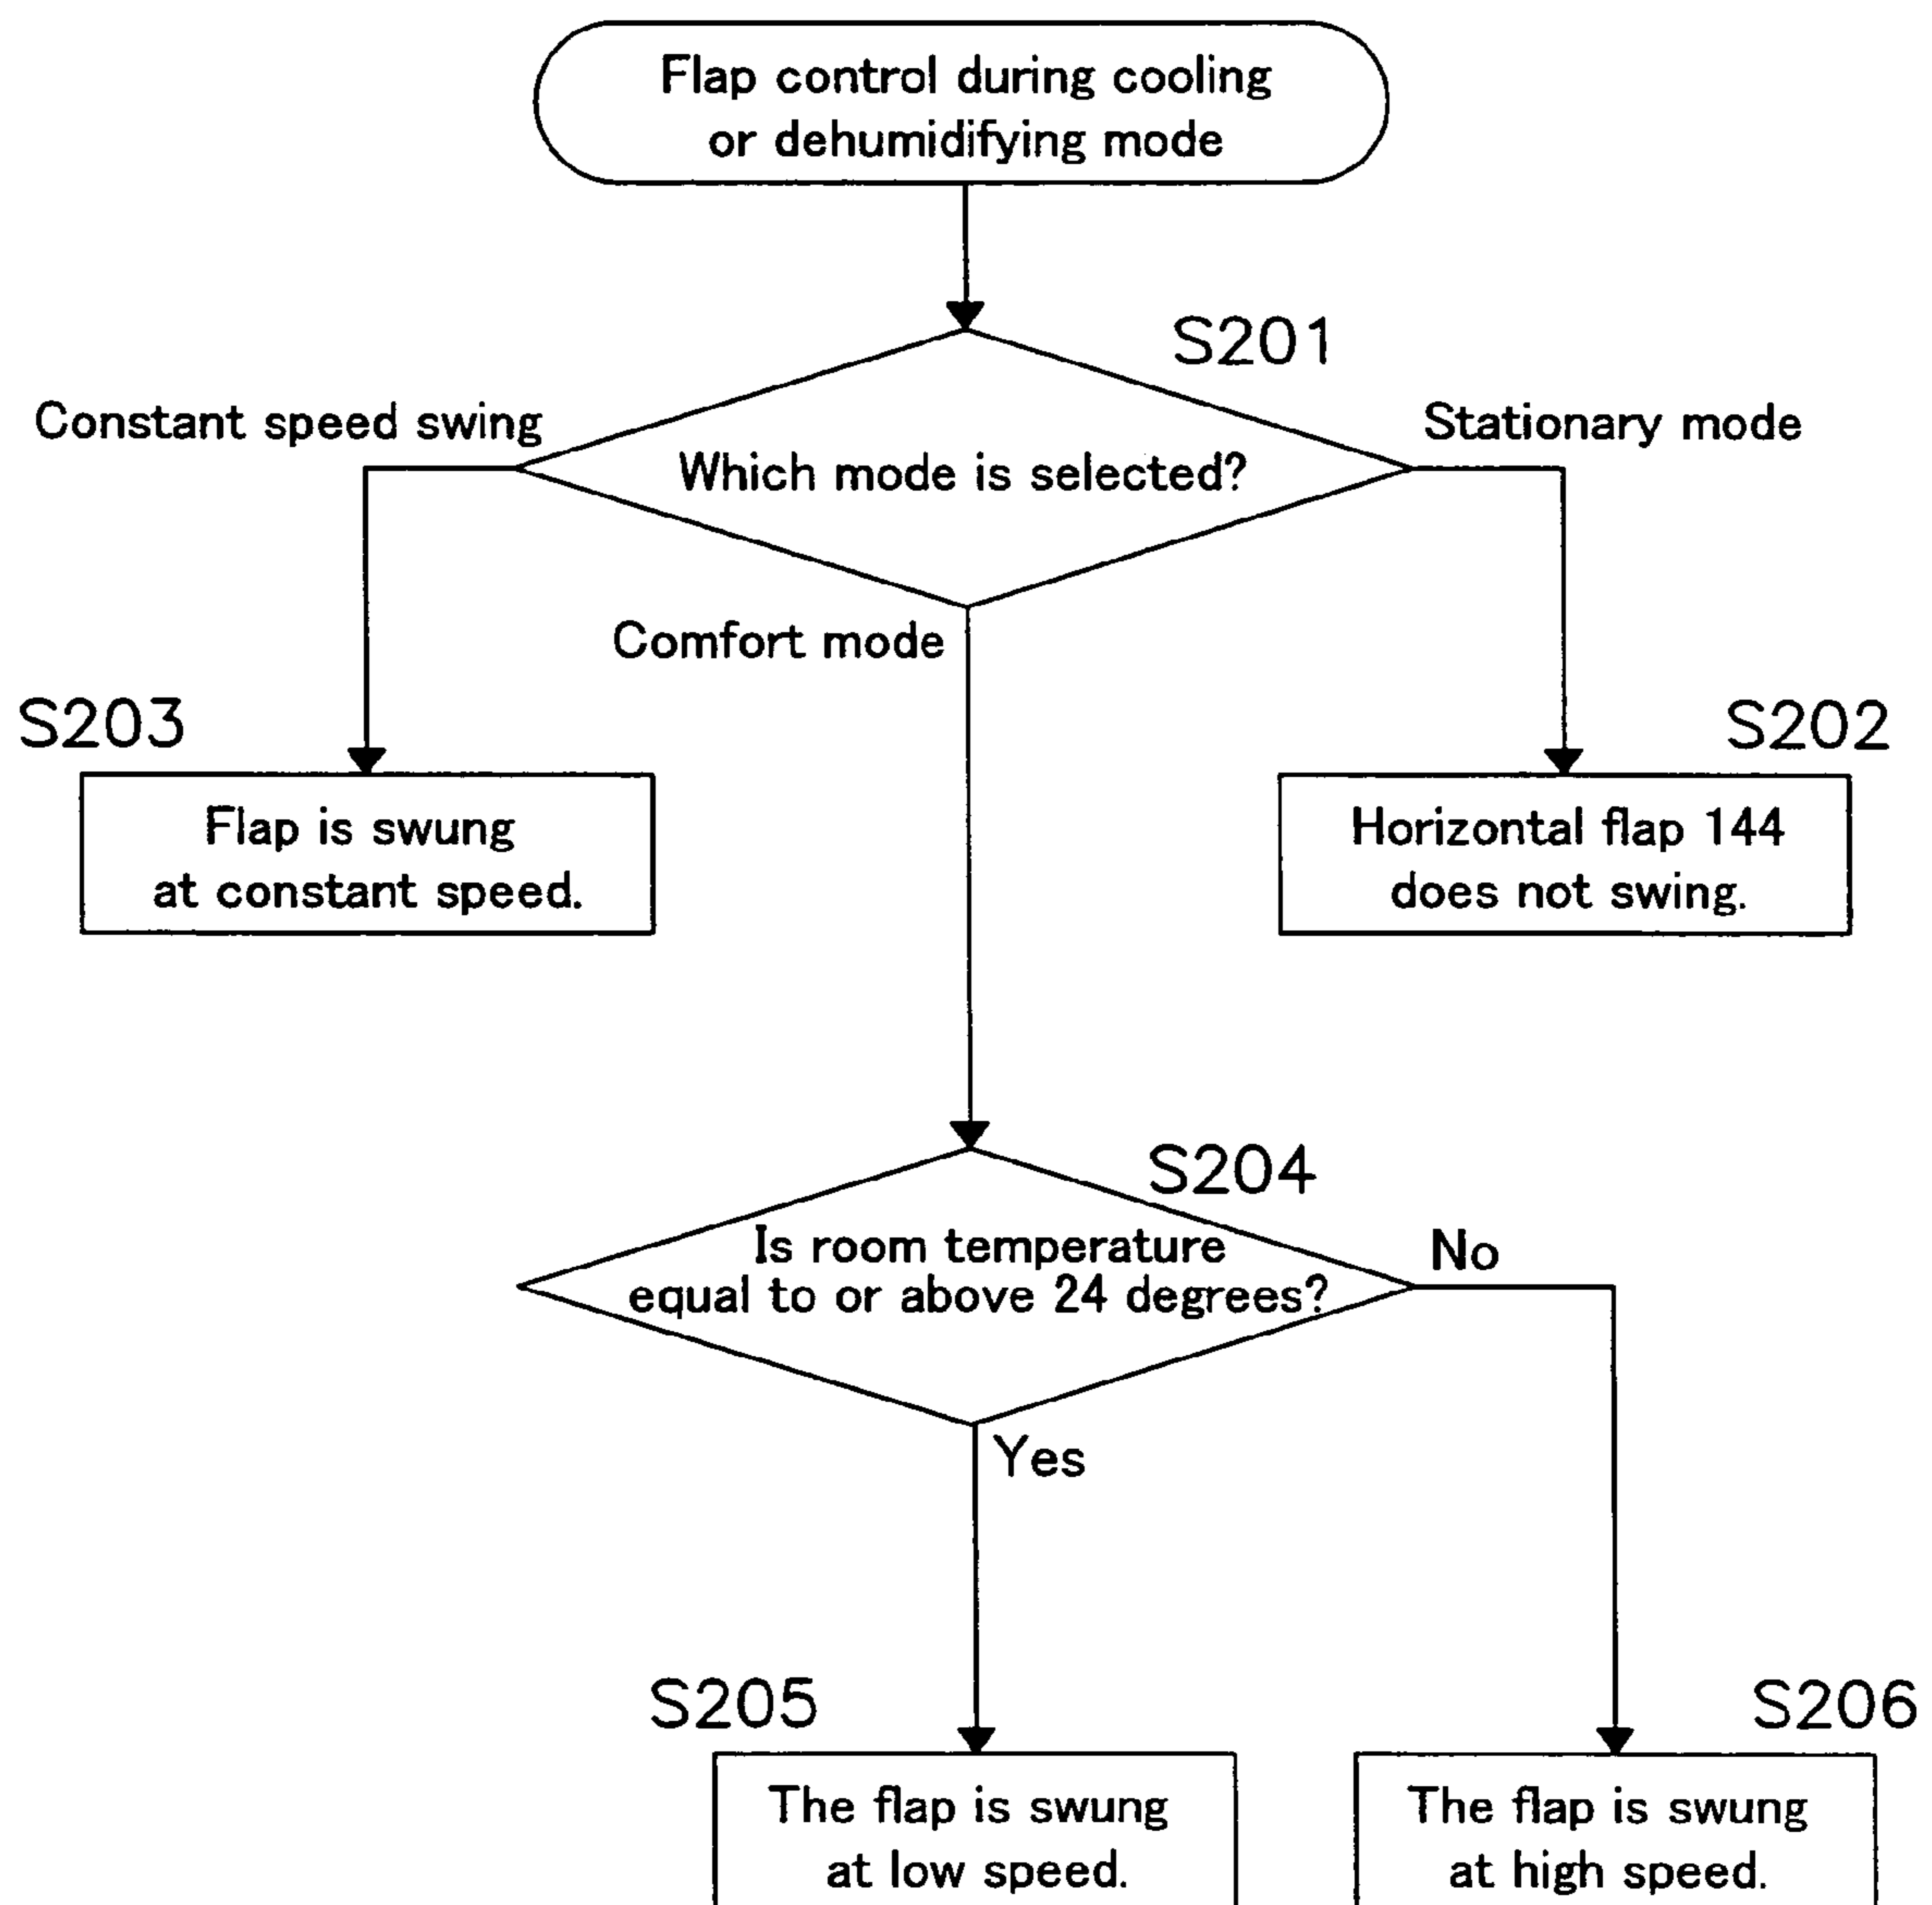 Flap control during cooling
or dehumidifying mode
S201
Constant speed swing
Stationary mode
Which mode is selected?
Comfort mode
S203
S202
Flap is swung
at constant speed.
Horizontal flap 144
does not swing.
S204
Is room temperature
equal to or above 24 degrees?
No
Yes
S205
S206
The flap is swung
at low speed.
The flap is swung
at high speed.